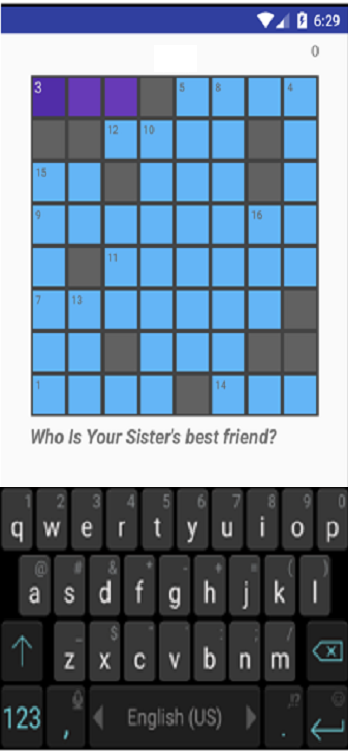 6:29
0
3 5 8 4
12 10
15
9 16
11
7 13
1 14
Who Is Your Sister's best friend?
1 2 3 4 5 6 7 8 9 0
q w e r t y u i o p
@ # & * - + = ( )
a s d f g h j k l
_ $ " ' : ; /
z x c v b n m
!?
123 , English (US) .